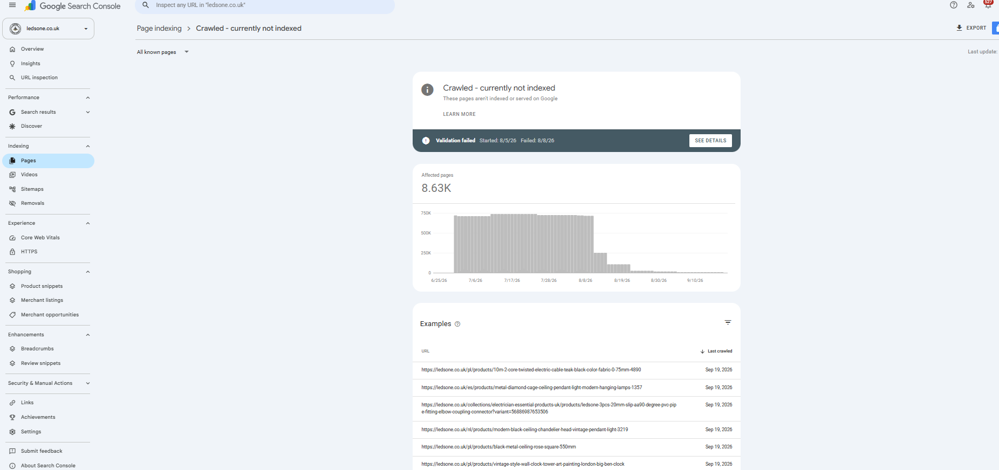 Google Search Console
Inspect any URL in "ledsone.co.uk"
527
ledsone.co.uk
Page indexing > Crawled - currently not indexed
EXPORT
All known pages
Last update:
Overview
Insights
URL inspection
Performance
Search results
Discover
Indexing
Pages
Videos
Sitemaps
Removals
Experience
Core Web Vitals
HTTPS
Shopping
Product snippets
Merchant listings
Merchant opportunities
Enhancements
Breadcrumbs
Review snippets
Security & Manual Actions
Links
Achievements
Settings
Submit feedback
About Search Console
Crawled - currently not indexed
These pages aren't indexed or served on Google
LEARN MORE
Validation failed Started: 8/5/26 Failed: 8/8/26
SEE DETAILS
Affected pages
8.63K
750K
500K
250K
0
6/25/26 7/6/26 7/17/26 7/28/26 8/8/26 8/19/26 8/30/26 9/10/26
Examples
URL Last crawled
https://ledsone.co.uk/pl/products/10m-2-core-twisted-electric-cable-teak-black-color-fabric-0-75mm-4890 Sep 19, 2026
https://ledsone.co.uk/es/products/metal-diamond-cage-ceiling-pendant-light-modern-hanging-lamps-1357 Sep 19, 2026
https://ledsone.co.uk/collections/electrician-essential-products-uk/products/ledsone-3pcs-20mm-slip-aa90-degree-pvc-pip Sep 19, 2026
e-fitting-elbow-coupling-connector?variant=56886987653506
https://ledsone.co.uk/nl/products/modern-black-ceiling-chandelier-head-vintage-pendant-light-3219 Sep 19, 2026
https://ledsone.co.uk/pl/products/black-metal-ceiling-rose-square-550mm Sep 19, 2026
https://ledsone.co.uk/pl/products/vintage-style-wall-clock-tower-art-painting-london-big-ben-clock Sep 19, 2026